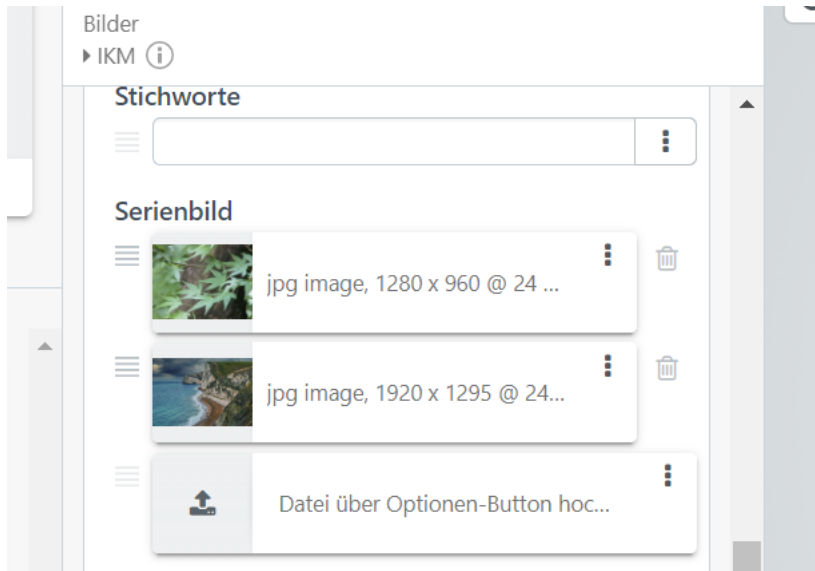 Bilder
IKM
Stichworte
Serienbild
jpg image, 1280 x 960 @ 24 ...
jpg image, 1920 x 1295 @ 24...
Datei über Optionen-Button hoc...